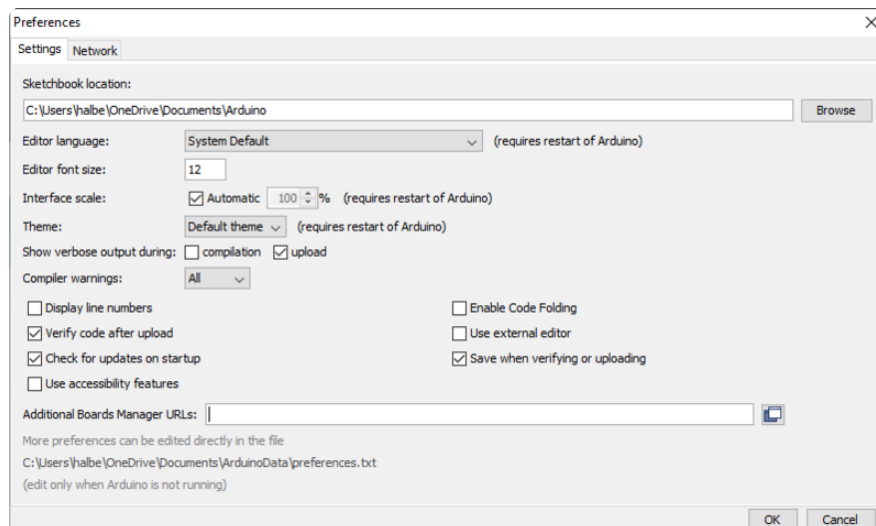 Preferences
Settings Network
Sketchbook location:
C:\Users\halbe\OneDrive\Documents\Arduino Browse
Editor language: System Default (requires restart of Arduino)
Editor font size: 12
Interface scale: Automatic 100 % (requires restart of Arduino)
Theme: Default theme (requires restart of Arduino)
Show verbose output during: compilation upload
Compiler warnings: All
Display line numbers Enable Code Folding
Verify code after upload Use external editor
Check for updates on startup Save when verifying or uploading
Use accessibility features
Additional Boards Manager URLs:
More preferences can be edited directly in the file
C:\Users\halbe\OneDrive\Documents\ArduinoData\preferences.txt
(edit only when Arduino is not running)
OK Cancel